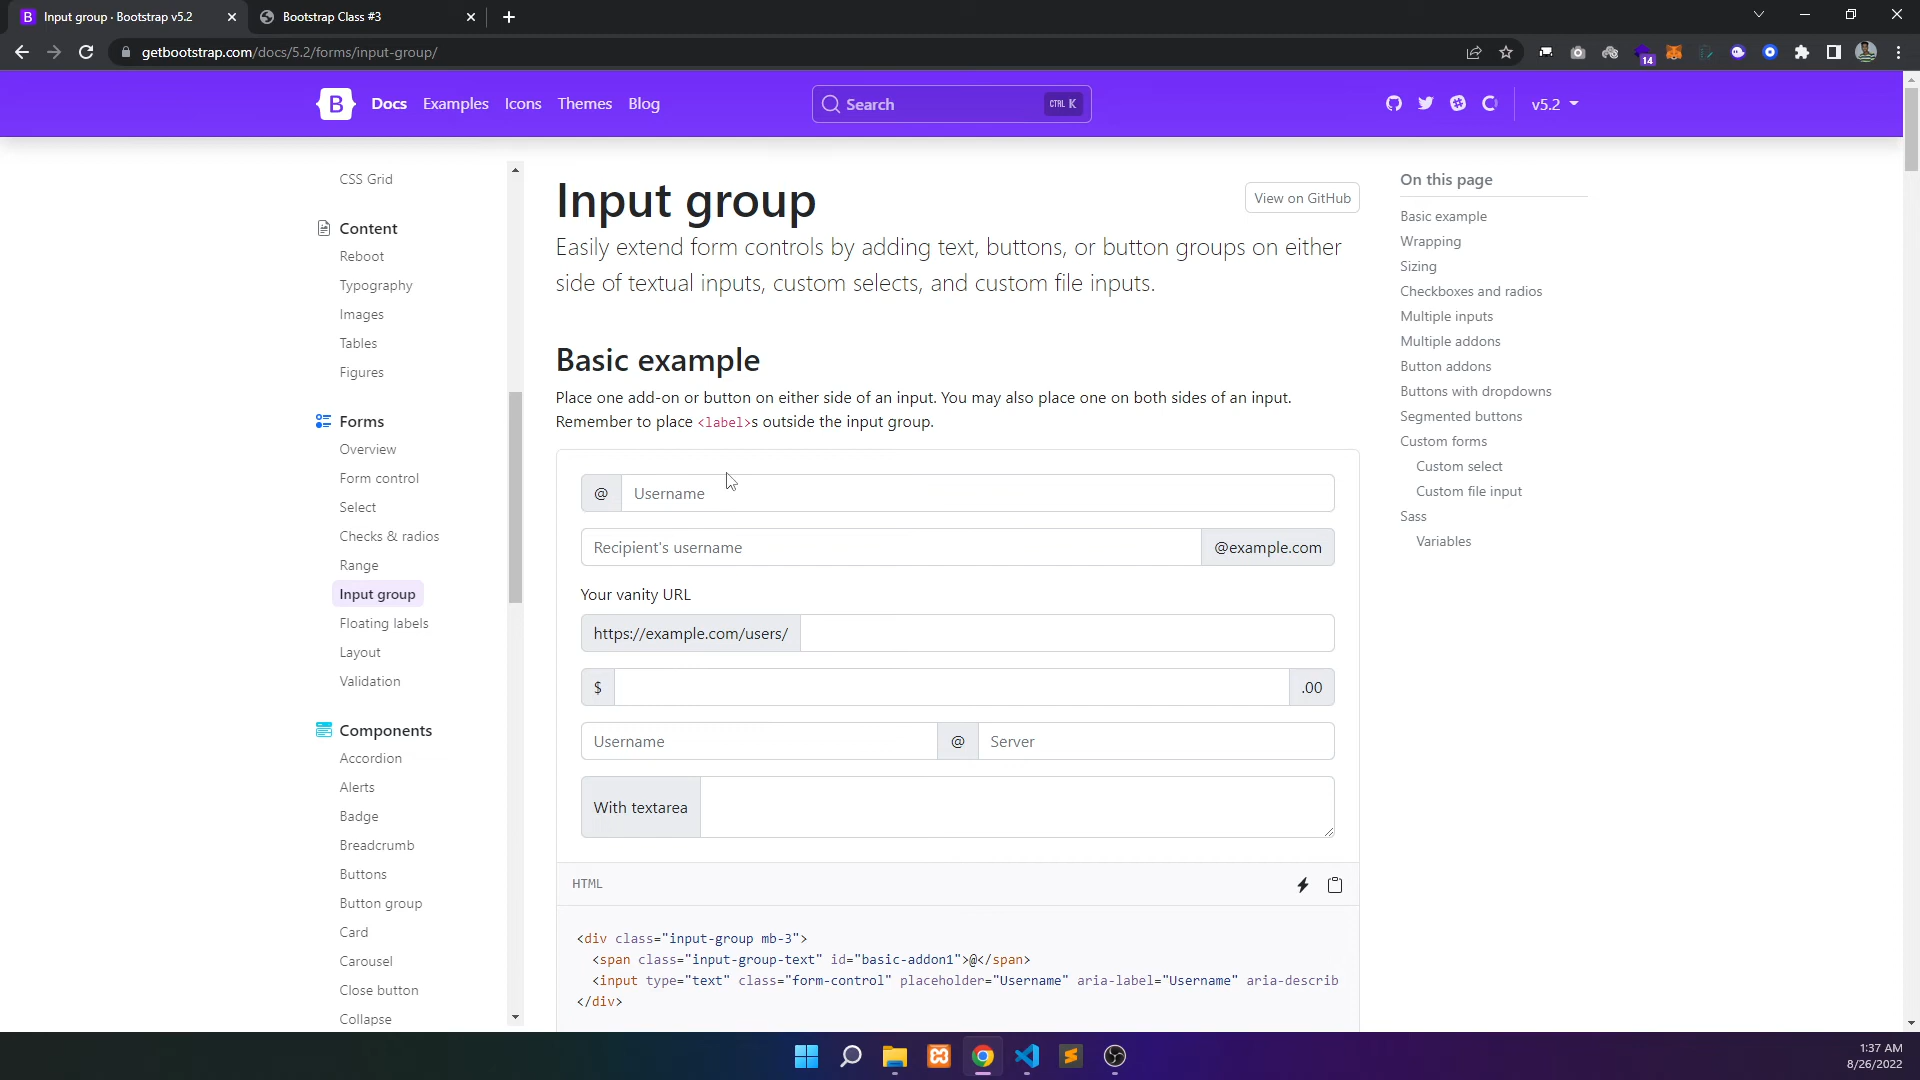 Input group · Bootstrap v5.2
Bootstrap Class #3
getbootstrap.com/docs/5.2/forms/input-group/
14
B
Docs
Examples
Icons
Themes
Blog
Search
CTRL K
v5.2
CSS Grid
Content
Reboot
Typography
Images
Tables
Figures
Forms
Overview
Form control
Select
Checks & radios
Range
Input group
Floating labels
Layout
Validation
Components
Accordion
Alerts
Badge
Breadcrumb
Buttons
Button group
Card
Carousel
Close button
Collapse
Input group
View on GitHub
Easily extend form controls by adding text, buttons, or button groups on either
side of textual inputs, custom selects, and custom file inputs.
Basic example
Place one add-on or button on either side of an input. You may also place one on both sides of an input.
Remember to place <label>s outside the input group.
@ Username
Recipient's username @example.com
Your vanity URL
https://example.com/users/
$ .00
Username @ Server
With textarea
HTML
<div class="input-group mb-3">
<span class="input-group-text" id="basic-addon1">@</span>
<input type="text" class="form-control" placeholder="Username" aria-label="Username" aria-describ
</div>
On this page
Basic example
Wrapping
Sizing
Checkboxes and radios
Multiple inputs
Multiple addons
Button addons
Buttons with dropdowns
Segmented buttons
Custom forms
Custom select
Custom file input
Sass
Variables
1:37 AM
8/26/2022